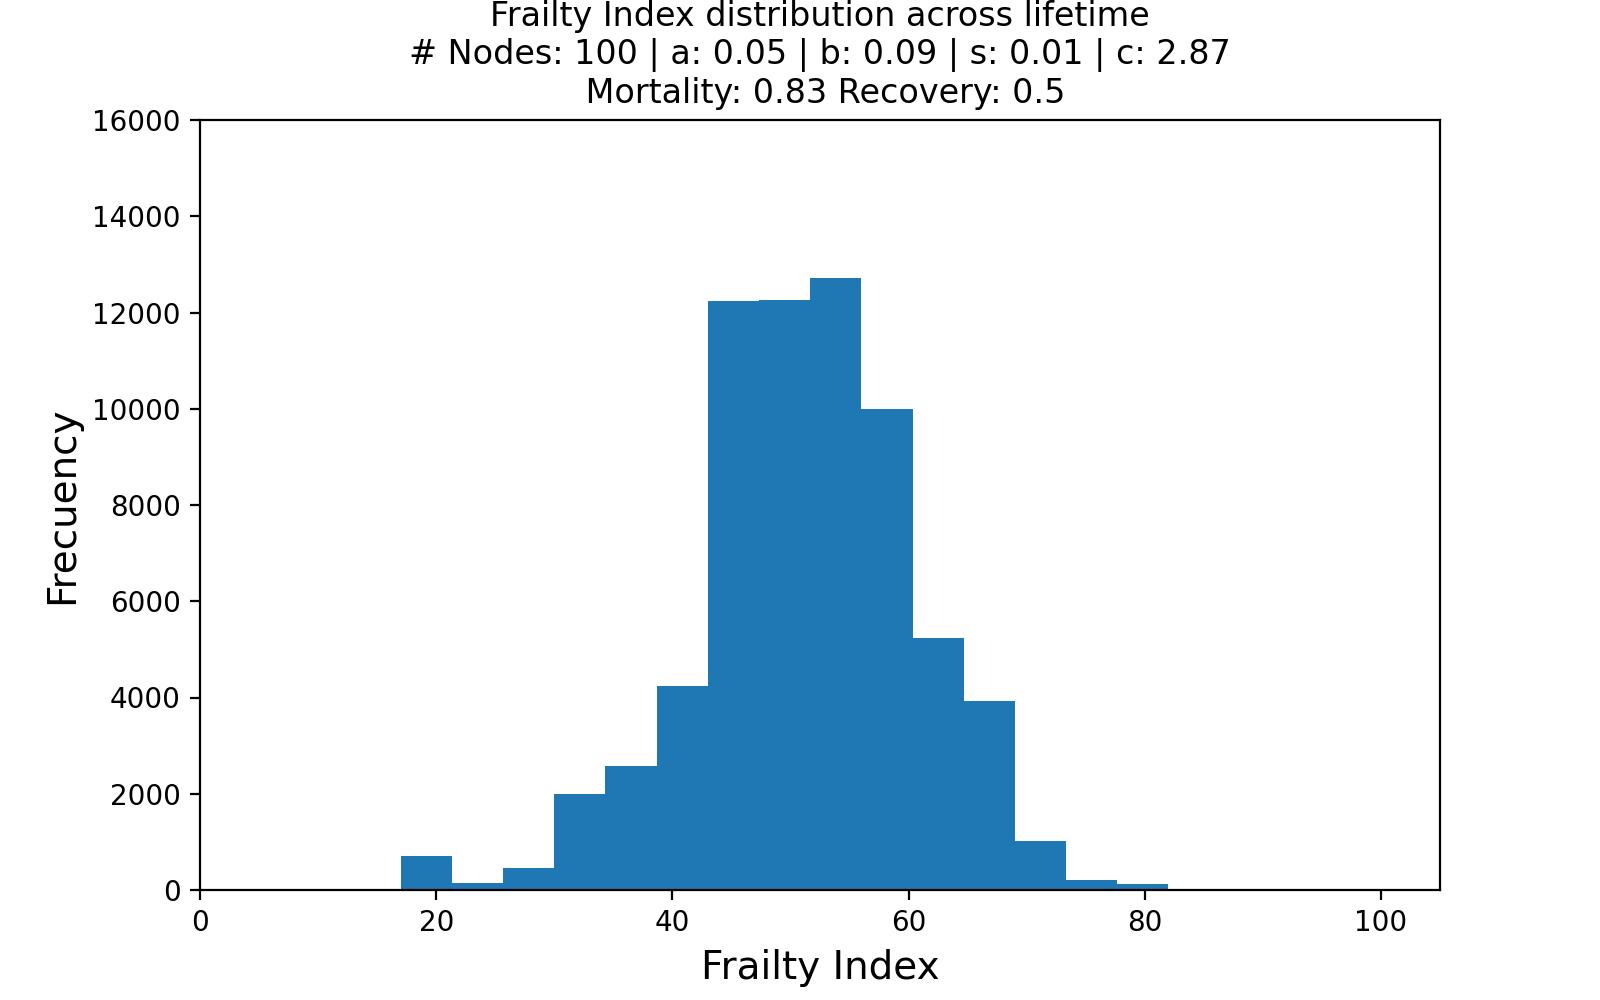 Frailty Index distribution across lifetime
# Nodes: 100 | a: 0.05 | b: 0.09 | s: 0.01 | c: 2.87
Mortality: 0.83 Recovery: 0.5
16000
14000
12000
10000
8000
6000
4000
2000
0
Frecuency
0 20 40 60 80 100
Frailty Index